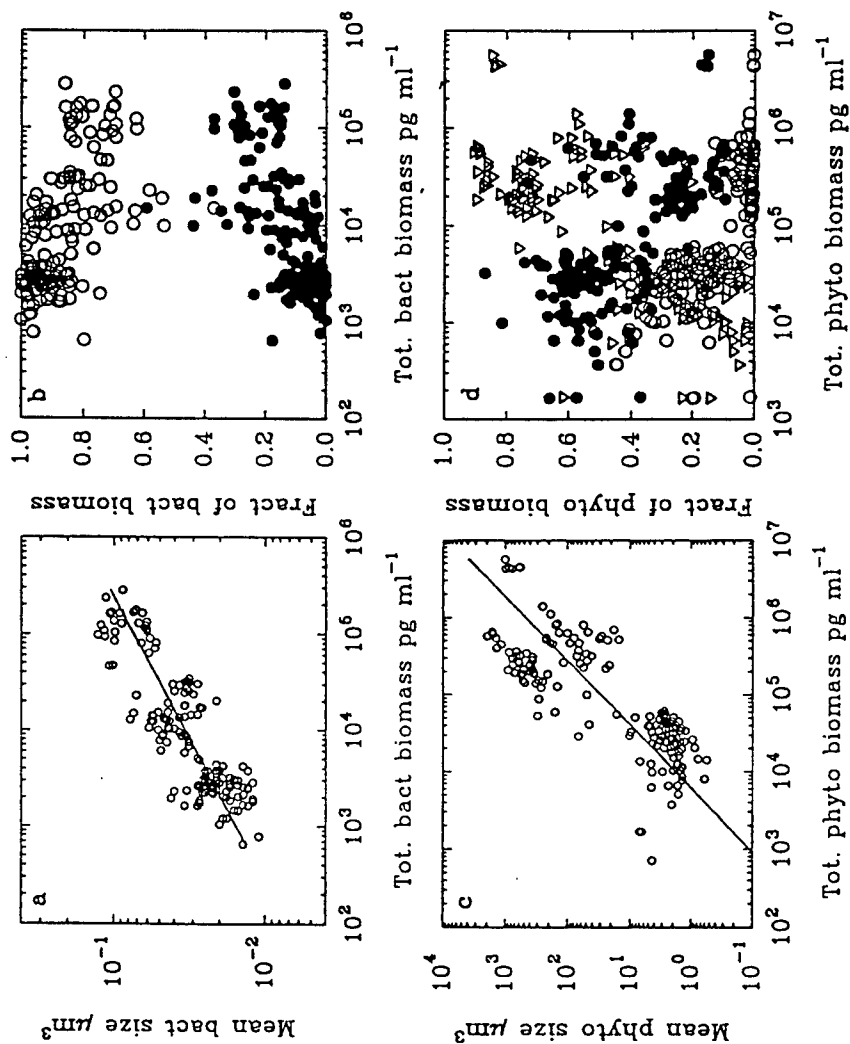 a
10⁻¹
10⁻²
Mean bact size μm³
10² 10³ 10⁴ 10⁵ 10⁶
Tot. bact biomass pg ml⁻¹
b
1.0
0.8
0.6
0.4
0.2
0.0
Fract of bact biomass
10² 10³ 10⁴ 10⁵ 10⁶
Tot. bact biomass pg ml⁻¹
c
10⁴
10³
10²
10¹
10⁰
10⁻¹
Mean phyto size μm³
10² 10³ 10⁴ 10⁵ 10⁶ 10⁷
Tot. phyto biomass pg ml⁻¹
d
1.0
0.8
0.6
0.4
0.2
0.0
Fract of phyto biomass
10³ 10⁴ 10⁵ 10⁶ 10⁷
Tot. phyto biomass pg ml⁻¹